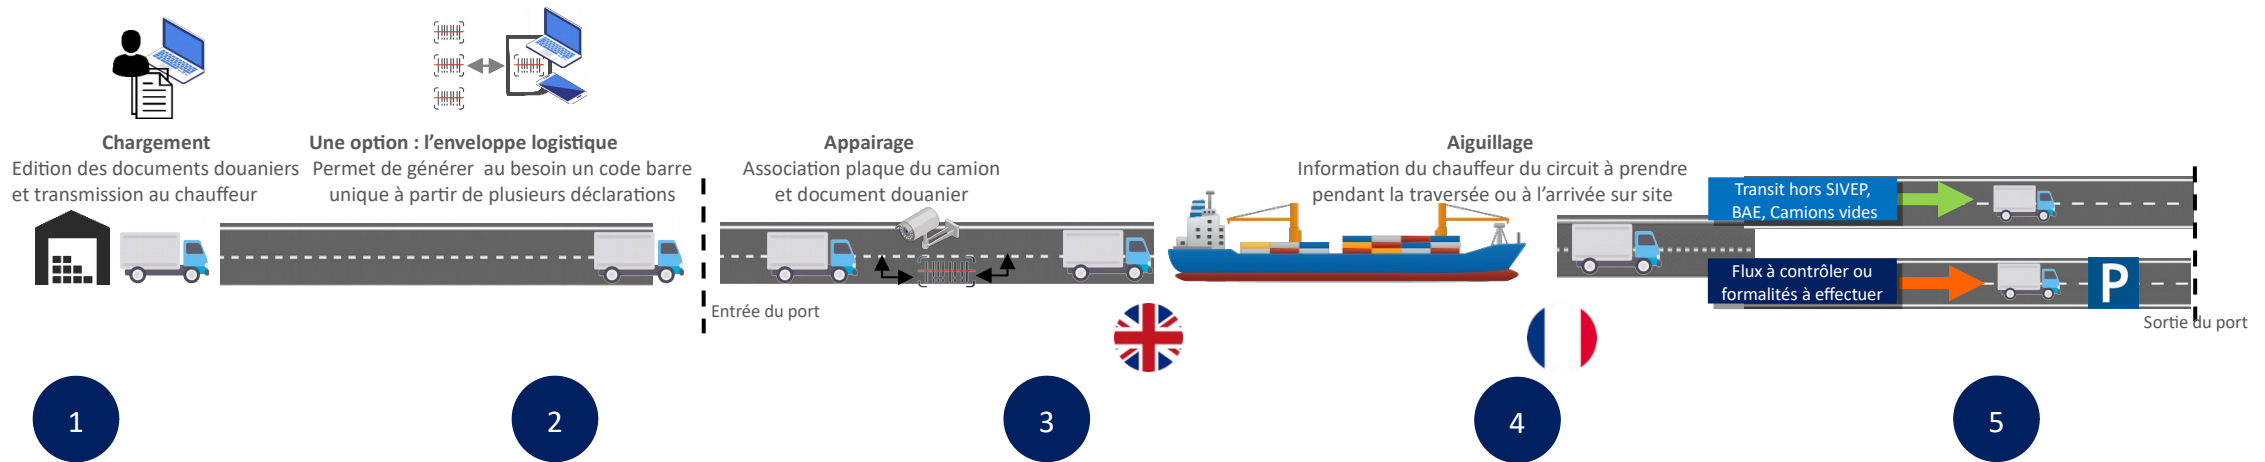 Chargement
Edition des documents douaniers
et transmission au chauffeur
Une option : l'enveloppe logistique
Permet de générer au besoin un code barre
unique à partir de plusieurs déclarations
Appairage
Association plaque du camion
et document douanier
Aiguillage
Information du chauffeur du circuit à prendre
pendant la traversée ou à l'arrivée sur site
Transit hors SIVEP,
BAE, Camions vides
Flux à contrôler ou
formalités à effectuer
P
Entrée du port
Sortie du port
1
2
3
4
5